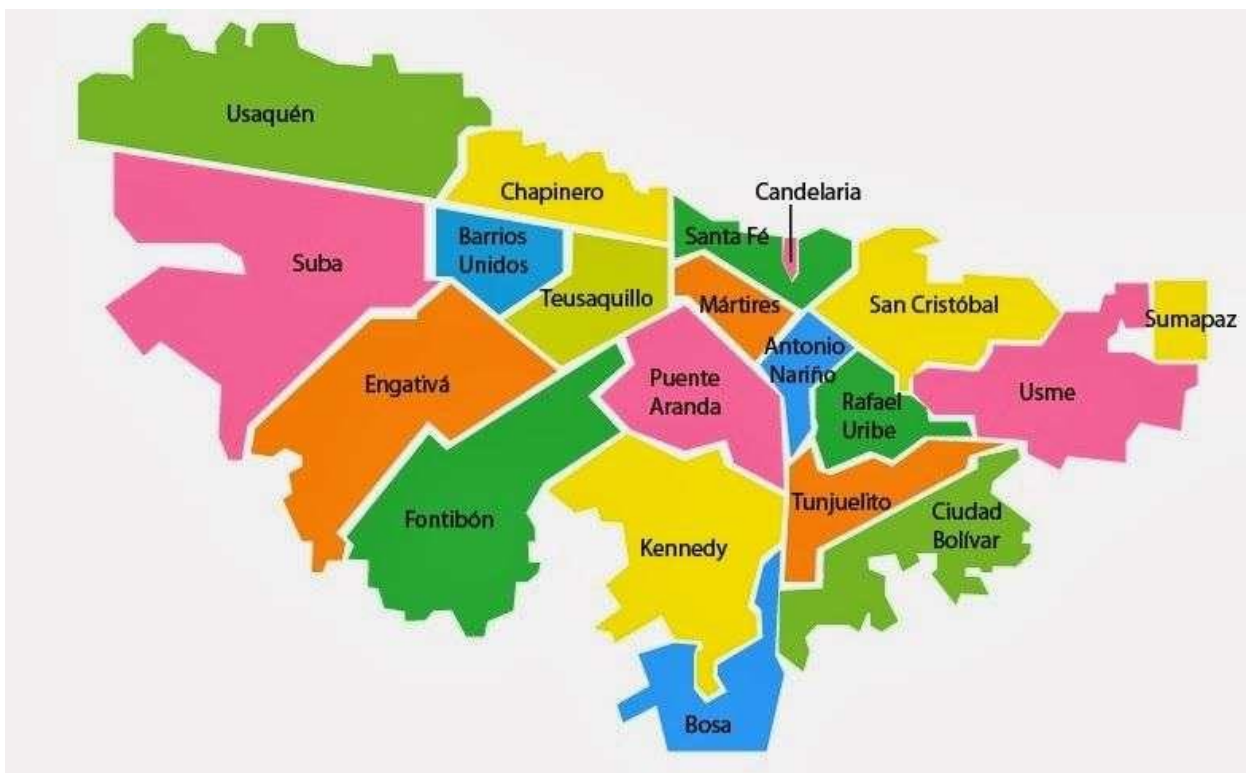 Usaquén
Chapinero
Candelaria
Santa Fé
Barrios
Unidos
Suba
Teusaquillo
Mártires
San Cristóbal
Sumapaz
Antonio
Nariño
Engativá
Puente
Aranda
Rafael
Uribe
Usme
Fontibón
Kennedy
Tunjuelito
Ciudad
Bolívar
Bosa